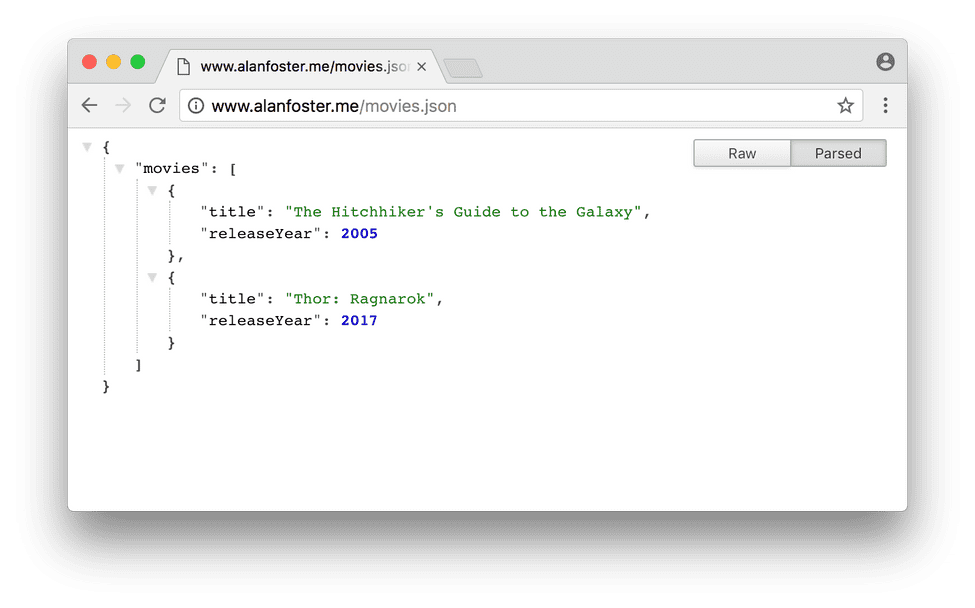 www.alanfoster.me/movies.jso
www.alanfoster.me/movies.json
Raw Parsed
{
"movies": [
{
"title": "The Hitchhiker's Guide to the Galaxy",
"releaseYear": 2005
},
{
"title": "Thor: Ragnarok",
"releaseYear": 2017
}
]
}